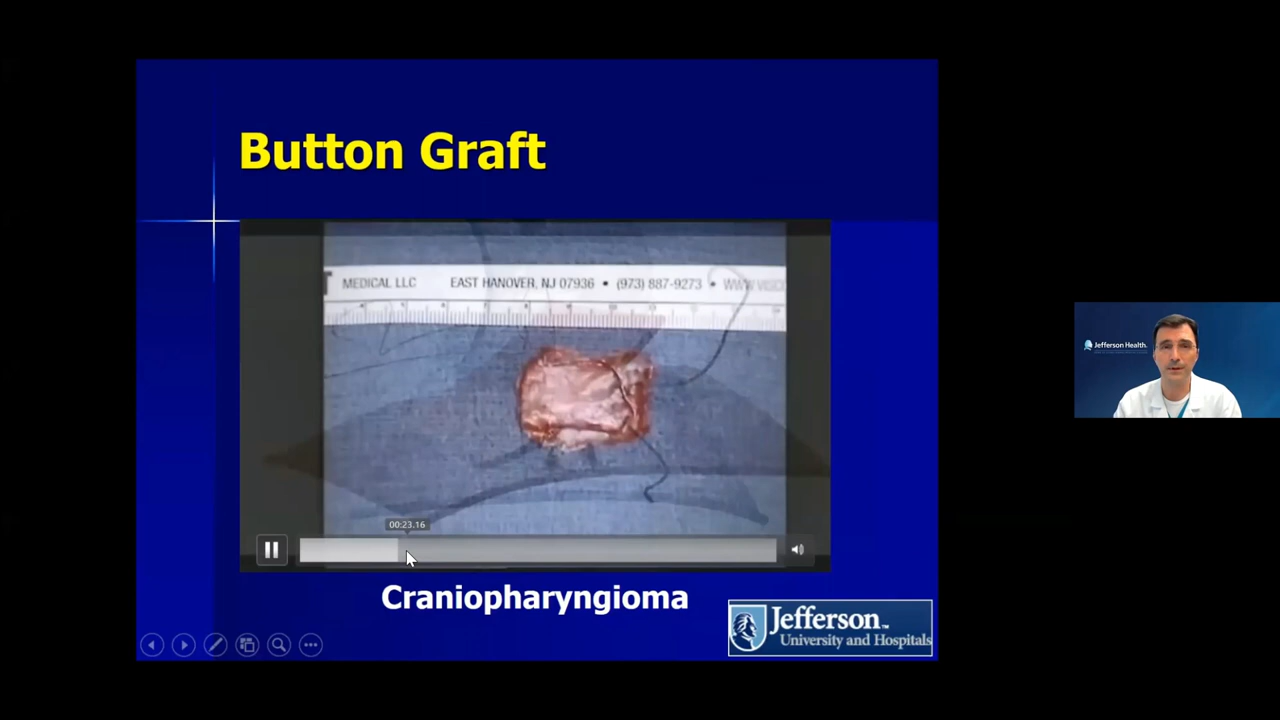 Button Graft
MEDICAL LLC EAST HANOVER, NJ 07936 • (973) 887-9273 •
00:23.16
Craniopharyngioma
Jefferson™
University and Hospitals
Jefferson Health.